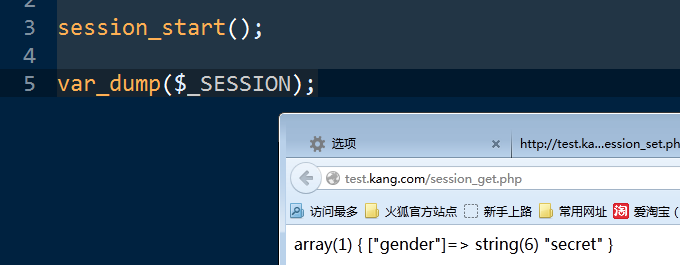 3 session_start();
4
5 var_dump($_SESSION);
选项 × http://test.ka...ession_set.ph
test.kang.com/session_get.php
访问最多 火狐官方站点 新手上路 常用网址 淘 爱淘宝（
array(1) { ["gender"]=> string(6) "secret" }